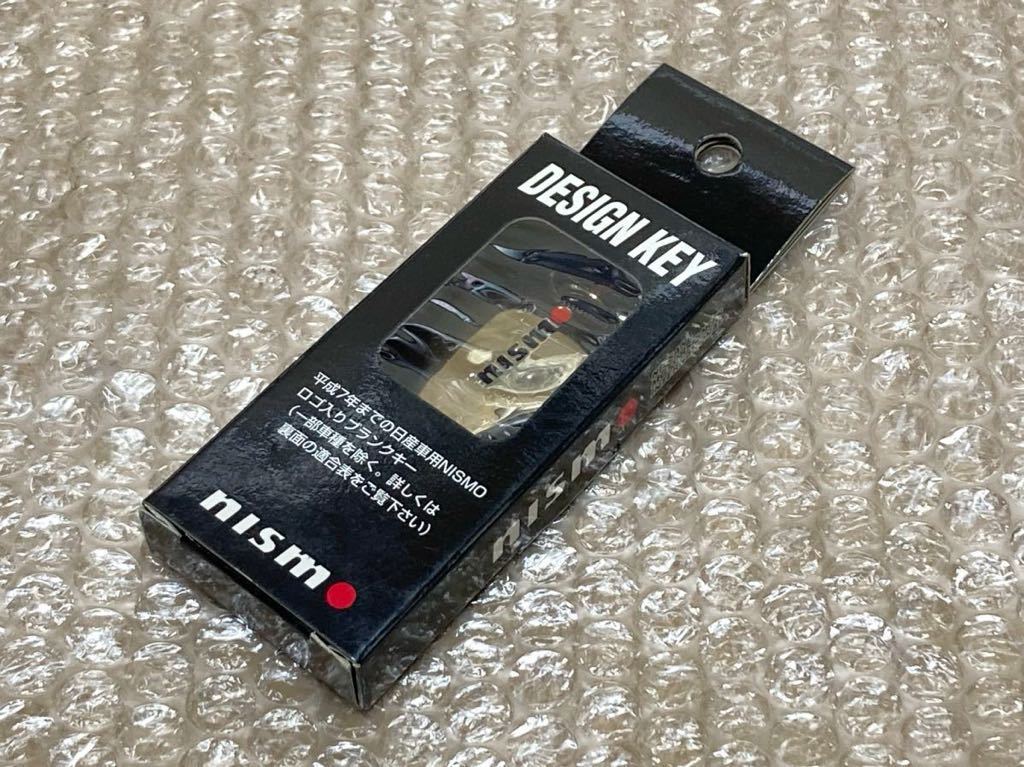 DESIGN KEY
nismo
平成7年までの日産車用NISMO
ロゴ入りブランクキー
(一部車種を除く。詳しくは
裏面の適合表をご覧下さい)
nismo
nismo